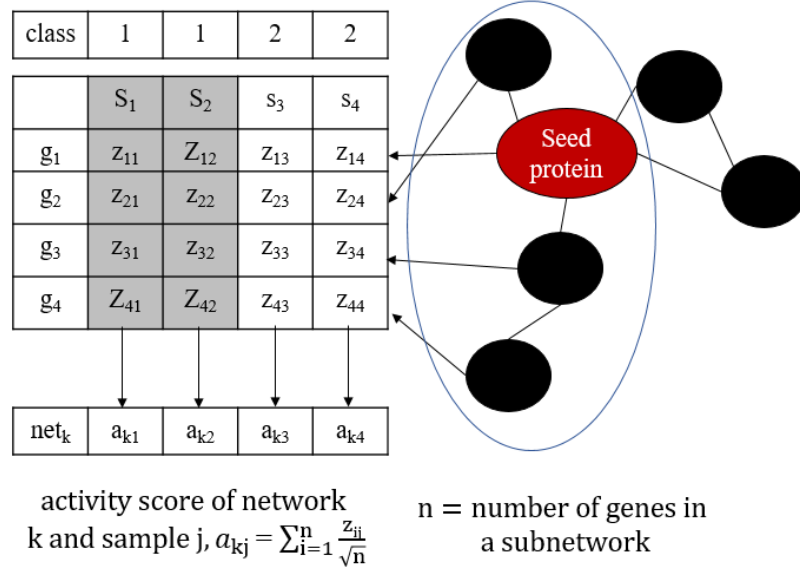 class 1 1 2 2
S₁ S₂ s₃ s₄
g₁ z₁₁ Z₁₂ z₁₃ z₁₄
g₂ z₂₁ z₂₂ z₂₃ z₂₄
g₃ z₃₁ z₃₂ z₃₃ z₃₄
g₄ Z₄₁ Z₄₂ z₄₃ z₄₄
netₖ aₖ₁ aₖ₂ aₖ₃ aₖ₄
Seed
protein
activity score of network
k and sample j, aₖⱼ = ∑ⁿᵢ₌₁ zᵢⱼ/√n
n = number of genes in
a subnetwork